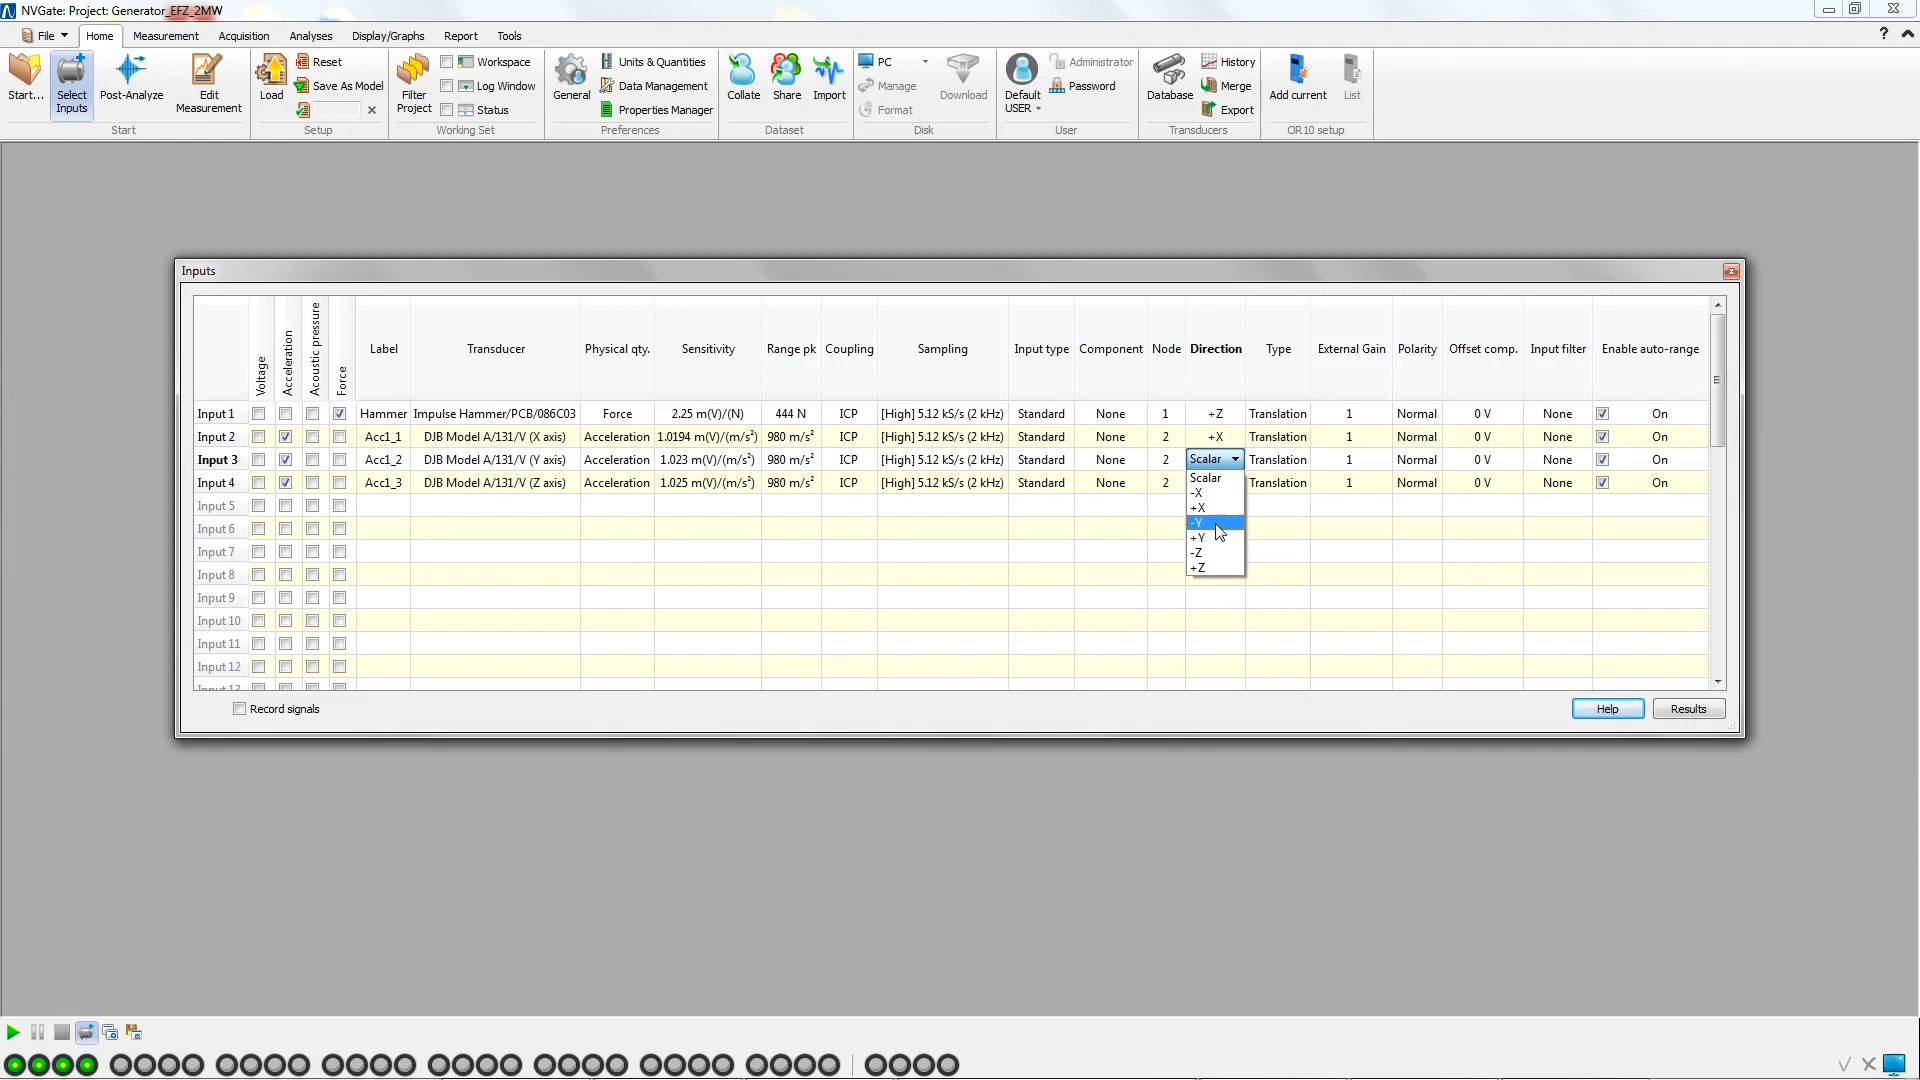 NVGate: Project: Generator_EFZ_2MW
File Home Measurement Acquisition Analyses Display/Graphs Report Tools ?
Start... Select Inputs Post-Analyze Edit Measurement
Start
Load Reset
Save As Model
Setup
Filter Project Workspace
Log Window
Status
Working Set
General Units & Quantities
Data Management
Properties Manager
Preferences
Collate Share Import
Dataset
PC
Manage
Format
Download
Disk
Default USER Administrator
Password
User
Database History
Merge
Export
Transducers
Add current List
OR10 setup
Inputs
Voltage Acceleration Acoustic pressure Force Label Transducer Physical qty. Sensitivity Range pk Coupling Sampling Input type Component Node Direction Type External Gain Polarity Offset comp. Input filter Enable auto-range
Input 1 Hammer Impulse Hammer/PCB/086C03 Force 2.25 m(V)/(N) 444 N ICP [High] 5.12 kS/s (2 kHz) Standard None 1 +Z Translation 1 Normal 0 V None On
Input 2 Acc1_1 DJB Model A/131/V (X axis) Acceleration 1.0194 m(V)/(m/s²) 980 m/s² ICP [High] 5.12 kS/s (2 kHz) Standard None 2 +X Translation 1 Normal 0 V None On
Input 3 Acc1_2 DJB Model A/131/V (Y axis) Acceleration 1.023 m(V)/(m/s²) 980 m/s² ICP [High] 5.12 kS/s (2 kHz) Standard None 2 Scalar Translation 1 Normal 0 V None On
Input 4 Acc1_3 DJB Model A/131/V (Z axis) Acceleration 1.025 m(V)/(m/s²) 980 m/s² ICP [High] 5.12 kS/s (2 kHz) Standard None 2 Translation 1 Normal 0 V None On
Scalar
-X
+X
-Y
+Y
-Z
+Z
Input 5
Input 6
Input 7
Input 8
Input 9
Input 10
Input 11
Input 12
Input 13
Record signals Help Results